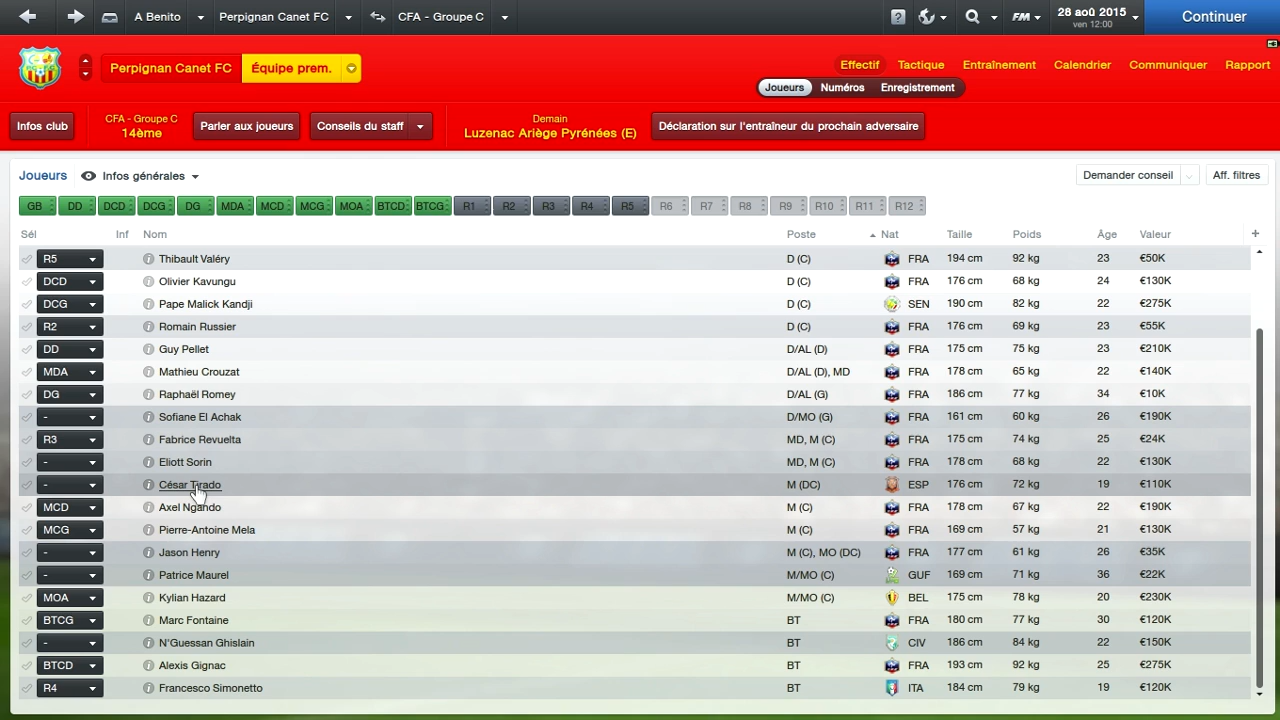 A Benito Perpignan Canet FC CFA - Groupe C ? FM 28 aoû 2015 ven 12:00 Continuer
Perpignan Canet FC Équipe prem. Effectif Tactique Entraînement Calendrier Communiquer Rapport
Joueurs Numéros Enregistrement
Infos club CFA - Groupe C 14ème Parler aux joueurs Conseils du staff Demain Luzenac Ariège Pyrénées (E) Déclaration sur l'entraîneur du prochain adversaire
Joueurs Infos générales Demander conseil Aff. filtres
GB DD DCD DCG DG MDA MCD MCG MOA BTCD BTCG R1 R2 R3 R4 R5 R6 R7 R8 R9 R10 R11 R12
Sél Inf Nom Poste Nat Taille Poids Âge Valeur +
R5 Thibault Valéry D (C) FRA 194 cm 92 kg 23 €50K
DCD Olivier Kavungu D (C) FRA 176 cm 68 kg 24 €130K
DCG Pape Malick Kandji D (C) SEN 190 cm 82 kg 22 €275K
R2 Romain Russier D (C) FRA 176 cm 69 kg 23 €55K
DD Guy Pellet D/AL (D) FRA 175 cm 75 kg 23 €210K
MDA Mathieu Crouzat D/AL (D), MD FRA 178 cm 65 kg 22 €140K
DG Raphaël Romey D/AL (G) FRA 186 cm 77 kg 34 €10K
- Sofiane El Achak D/MO (G) FRA 161 cm 60 kg 26 €190K
R3 Fabrice Revuelta MD, M (C) FRA 175 cm 74 kg 25 €24K
- Eliott Sorin MD, M (C) FRA 178 cm 68 kg 22 €130K
- César Tirado M (DC) ESP 176 cm 72 kg 19 €110K
MCD Axel Ngando M (C) FRA 178 cm 67 kg 22 €190K
MCG Pierre-Antoine Mela M (C) FRA 169 cm 57 kg 21 €130K
- Jason Henry M (C), MO (DC) FRA 177 cm 61 kg 26 €35K
- Patrice Maurel M/MO (C) GUF 169 cm 71 kg 36 €22K
MOA Kylian Hazard M/MO (C) BEL 175 cm 78 kg 20 €230K
BTCG Marc Fontaine BT FRA 180 cm 77 kg 30 €120K
- N'Guessan Ghislain BT CIV 186 cm 84 kg 22 €150K
BTCD Alexis Gignac BT FRA 193 cm 92 kg 25 €275K
R4 Francesco Simonetto BT ITA 184 cm 79 kg 19 €120K